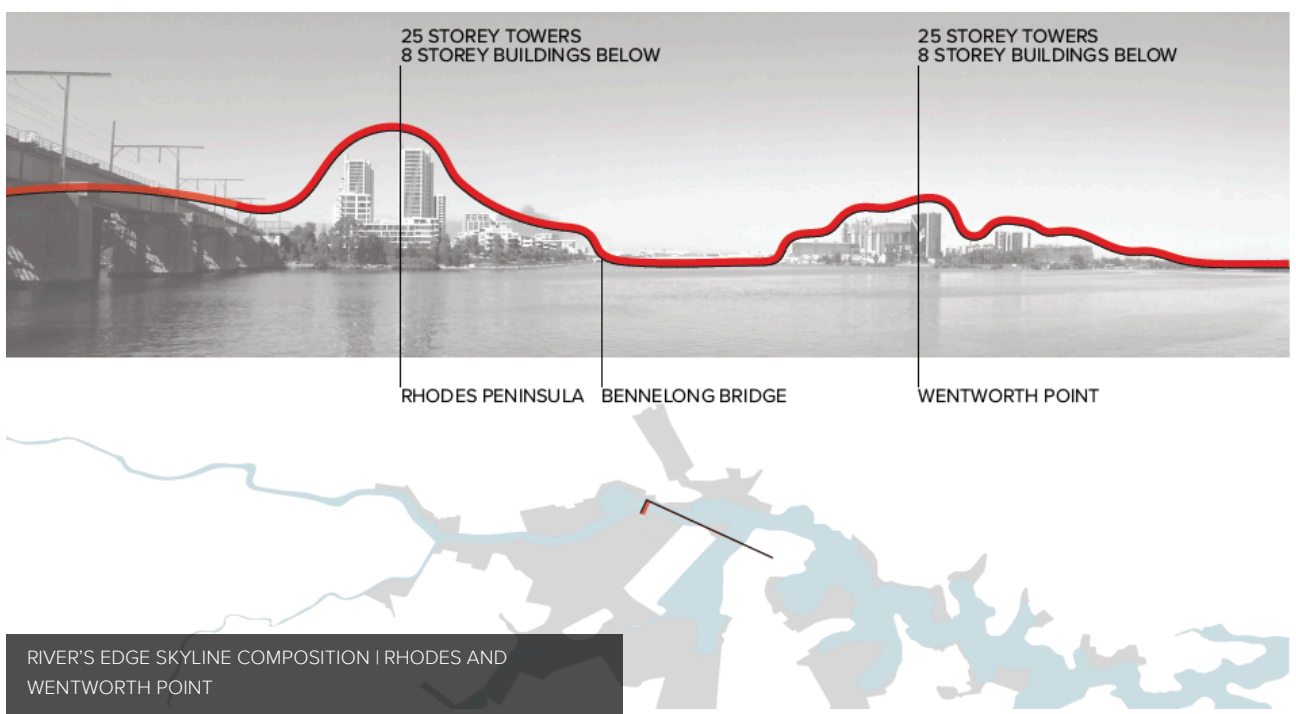 25 STOREY TOWERS
8 STOREY BUILDINGS BELOW
25 STOREY TOWERS
8 STOREY BUILDINGS BELOW
RHODES PENINSULA
BENNELONG BRIDGE
WENTWORTH POINT
RIVER'S EDGE SKYLINE COMPOSITION | RHODES AND
WENTWORTH POINT